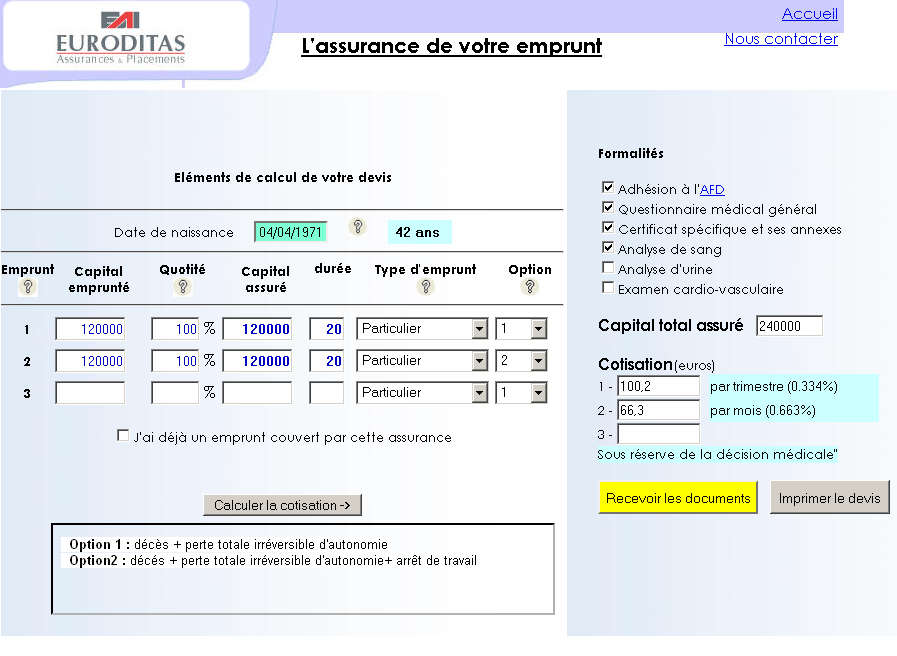 EURODITAS
Assurances & Placements
Accueil
Nous contacter
L'assurance de votre emprunt
Eléments de calcul de votre devis
Date de naissance 04/04/1971 ? 42 ans
Emprunt ? Capital emprunté Quotité ? Capital assuré durée Type d'emprunt ? Option ?
1 120000 100 % 120000 20 Particulier 1
2 120000 100 % 120000 20 Particulier 2
3 % Particulier 1
J'ai déjà un emprunt couvert par cette assurance
Calculer la cotisation ->
Option 1 : décès + perte totale irréversible d'autonomie
Option2 : décés + perte totale irréversible d'autonomie+ arrêt de travail
Formalités
Adhésion à l'AFD
Questionnaire médical général
Certificat spécifique et ses annexes
Analyse de sang
Analyse d'urine
Examen cardio-vasculaire
Capital total assuré 240000
Cotisation(euros)
1 - 100,2 par trimestre (0.334%)
2 - 66,3 par mois (0.663%)
3 -
Sous réserve de la décision médicale"
Recevoir les documents
Imprimer le devis